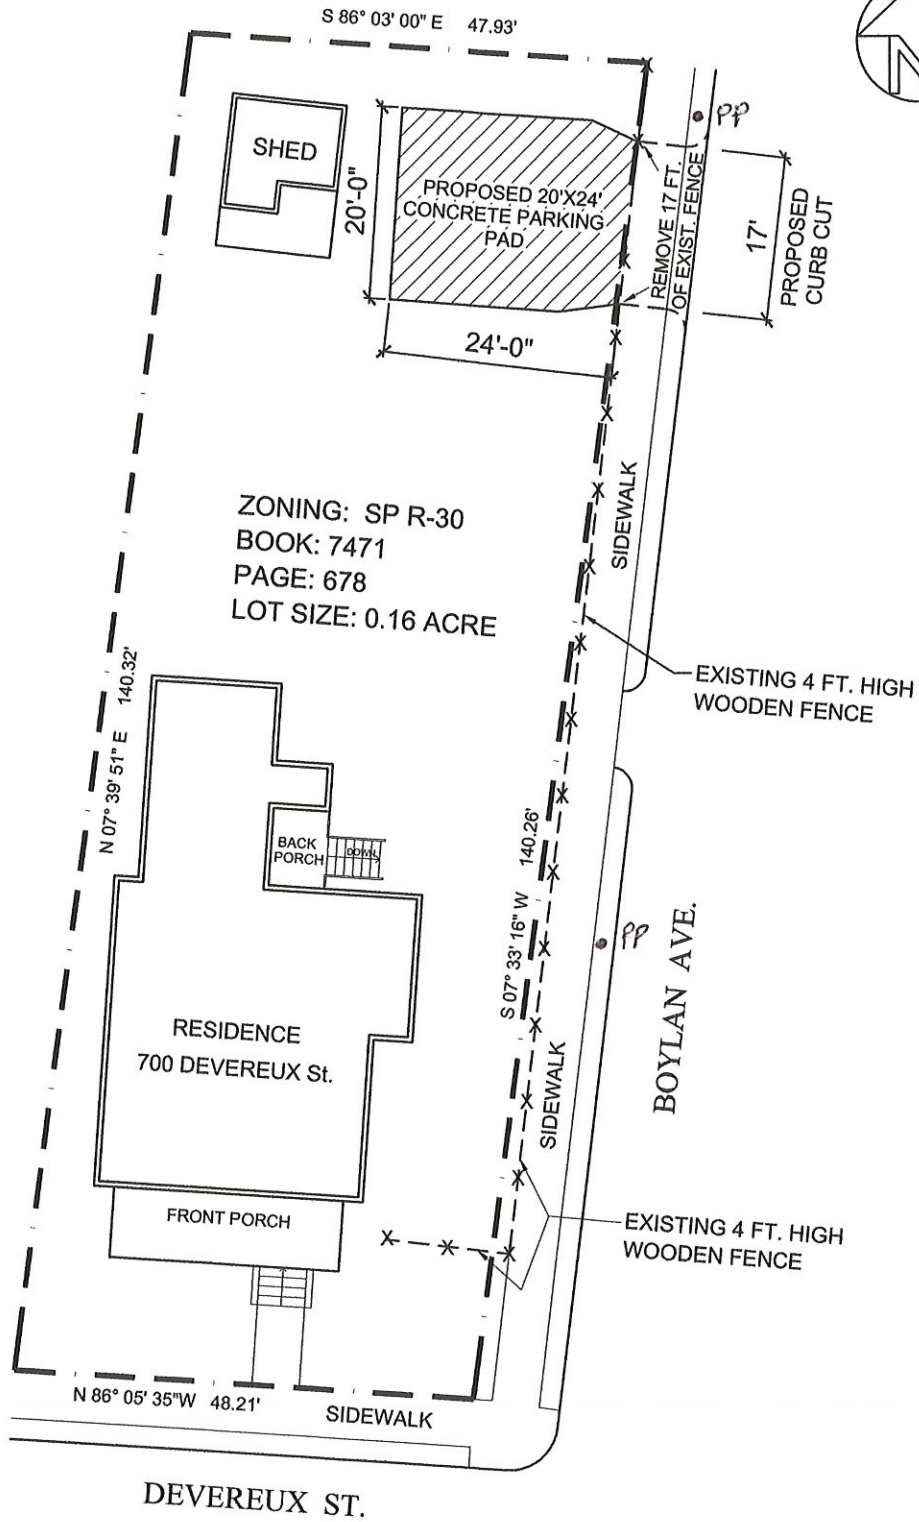 S 86° 03' 00" E 47.93'
N
PP
SHED
20'-0"
PROPOSED 20'X24'
CONCRETE PARKING
PAD
REMOVE 17 FT.
OF EXIST. FENCE
17'
PROPOSED
CURB CUT
24'-0"
SIDEWALK
ZONING: SP R-30
BOOK: 7471
PAGE: 678
LOT SIZE: 0.16 ACRE
N 07° 39' 51" E 140.32'
EXISTING 4 FT. HIGH
WOODEN FENCE
BACK
PORCH
DOWN
S 07° 33' 16" W 140.26'
PP
BOYLAN AVE.
RESIDENCE
700 DEVEREUX St.
SIDEWALK
FRONT PORCH
EXISTING 4 FT. HIGH
WOODEN FENCE
N 86° 05' 35"W 48.21'
SIDEWALK
DEVEREUX ST.